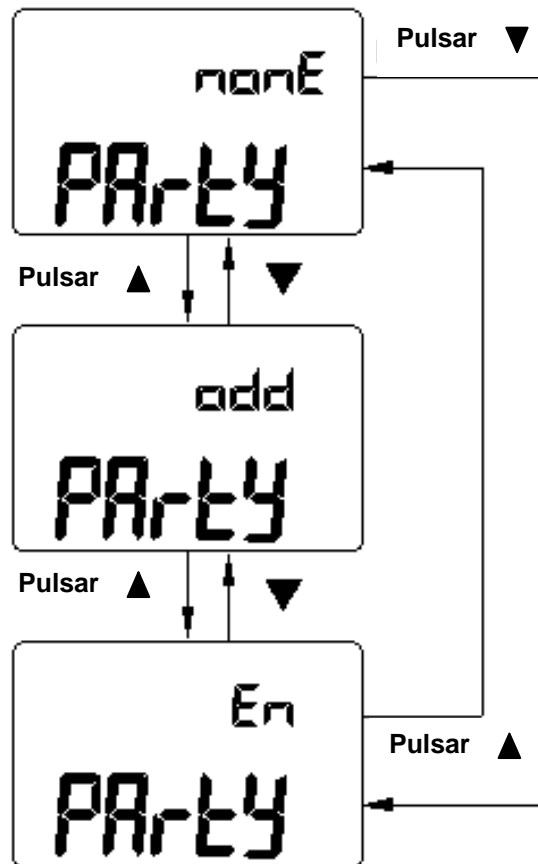 Pulsar ▼
nonE
PArtY
Pulsar ▲ ▼
odd
PArtY
Pulsar ▲ ▼
En
PArtY
Pulsar ▲